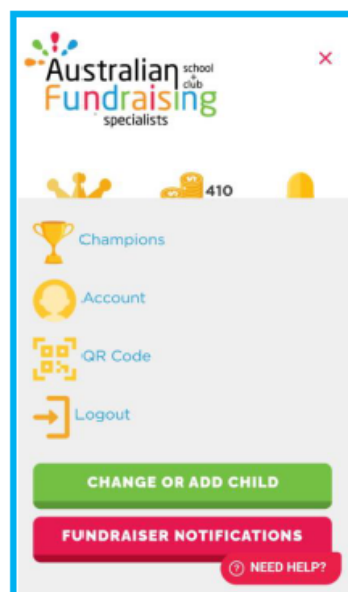 Australian school + club
Fundraising
specialists
410
Champions
Account
QR Code
Logout
CHANGE OR ADD CHILD
FUNDRAISER NOTIFICATIONS
NEED HELP?